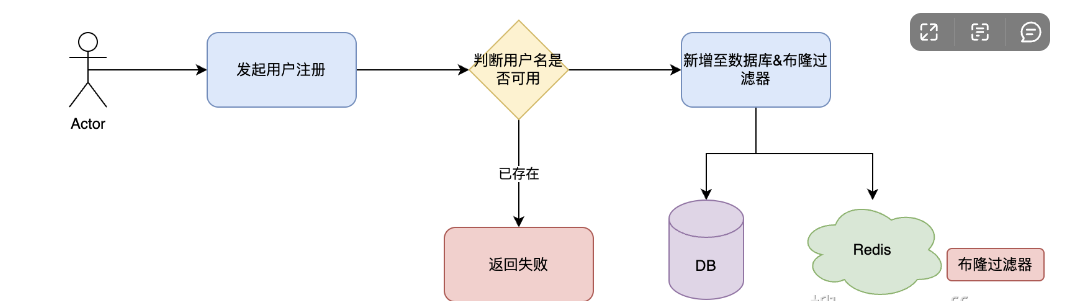 发起用户注册
判断用户名是
否可用
新增至数据库&布隆过
滤器
Actor
已存在
返回失败
DB
Redis
布隆过滤器